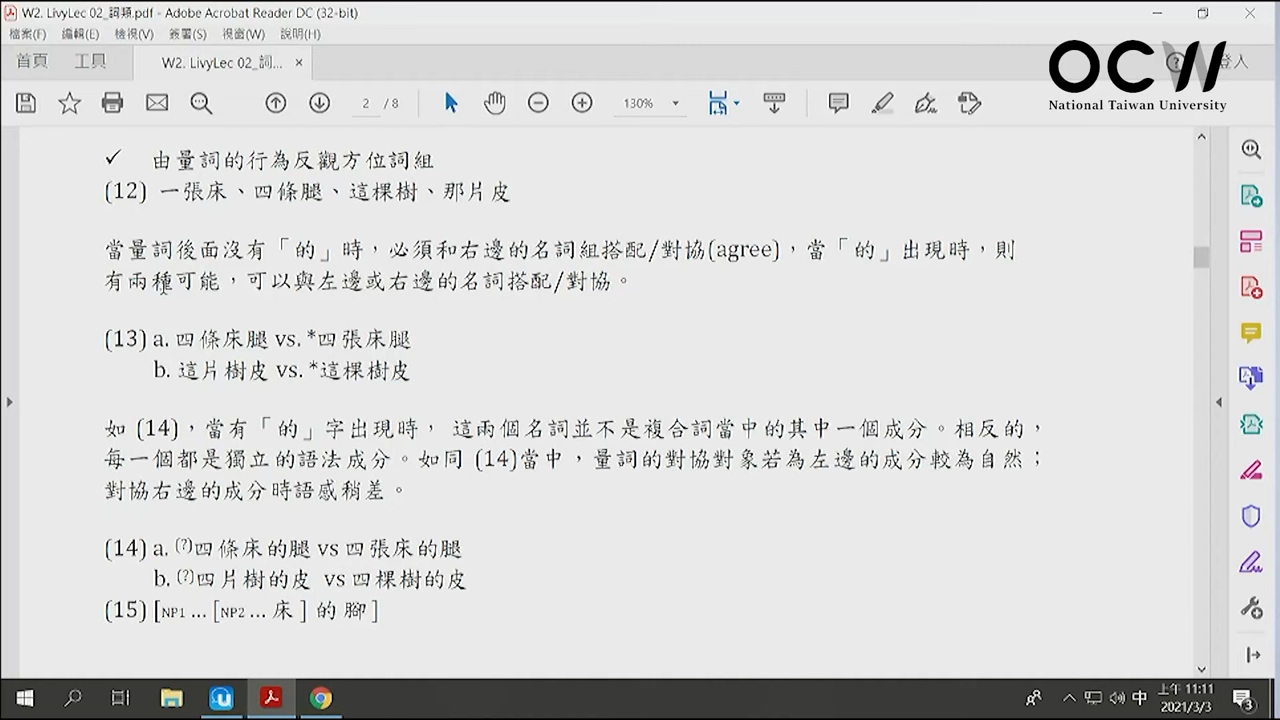 W2. LivyLec 02_詞類.pdf - Adobe Acrobat Reader DC (32-bit)
檔案(F) 編輯(E) 檢視(V) 簽署(S) 視窗(W) 說明(H)
首頁 工具 W2. LivyLec 02_詞... × 登入
OCW
National Taiwan University
2 / 8 130%
✓ 由量詞的行為反觀方位詞組
(12) 一張床、四條腿、這棵樹、那片皮
當量詞後面沒有「的」時，必須和右邊的名詞組搭配/對協(agree)，當「的」出現時，則
有兩種可能，可以與左邊或右邊的名詞搭配/對協。
(13) a. 四條床腿 vs. *四張床腿
b. 這片樹皮 vs. *這棵樹皮
如 (14)，當有「的」字出現時， 這兩個名詞並不是複合詞當中的其中一個成分。相反的，
每一個都是獨立的語法成分。如同 (14)當中，量詞的對協對象若為左邊的成分較為自然；
對協右邊的成分時語感稍差。
(14) a. (?)四條床的腿 vs 四張床的腿
b. (?)四片樹的皮 vs 四棵樹的皮
(15) [NP1 ... [NP2 ... 床 ] 的 腳 ]
中 上午 11:11
2021/3/3
3